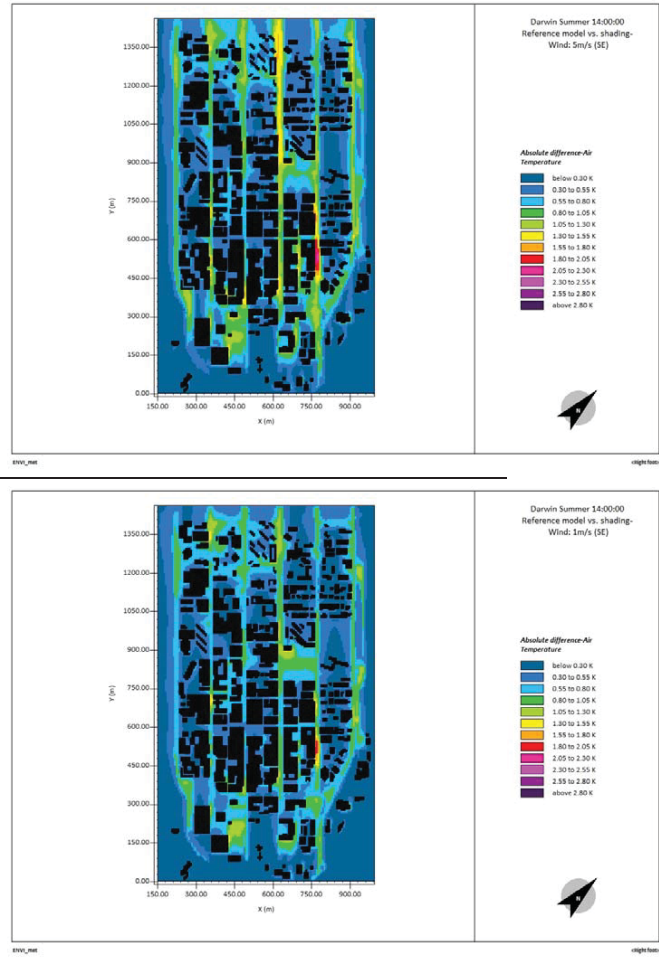 Darwin Summer 14:00:00
Reference model vs. shading-
Wind: 5m/s (SE)
Absolute difference-Air
Temperature
below 0.30 K
0.30 to 0.55 K
0.55 to 0.80 K
0.80 to 1.05 K
1.05 to 1.30 K
1.30 to 1.55 K
1.55 to 1.80 K
1.80 to 2.05 K
2.05 to 2.30 K
2.30 to 2.55 K
2.55 to 2.80 K
above 2.80 K
Y (m)
1350.00
1200.00
1050.00
900.00
750.00
600.00
450.00
300.00
150.00
0.00
150.00 300.00 450.00 600.00 750.00 900.00
X (m)
N
ENVI_met
<Right foot>
Darwin Summer 14:00:00
Reference model vs. shading-
Wind: 1m/s (SE)
Absolute difference-Air
Temperature
below 0.30 K
0.30 to 0.55 K
0.55 to 0.80 K
0.80 to 1.05 K
1.05 to 1.30 K
1.30 to 1.55 K
1.55 to 1.80 K
1.80 to 2.05 K
2.05 to 2.30 K
2.30 to 2.55 K
2.55 to 2.80 K
above 2.80 K
Y (m)
1350.00
1200.00
1050.00
900.00
750.00
600.00
450.00
300.00
150.00
0.00
150.00 300.00 450.00 600.00 750.00 900.00
X (m)
N
ENVI_met
<Right foot>